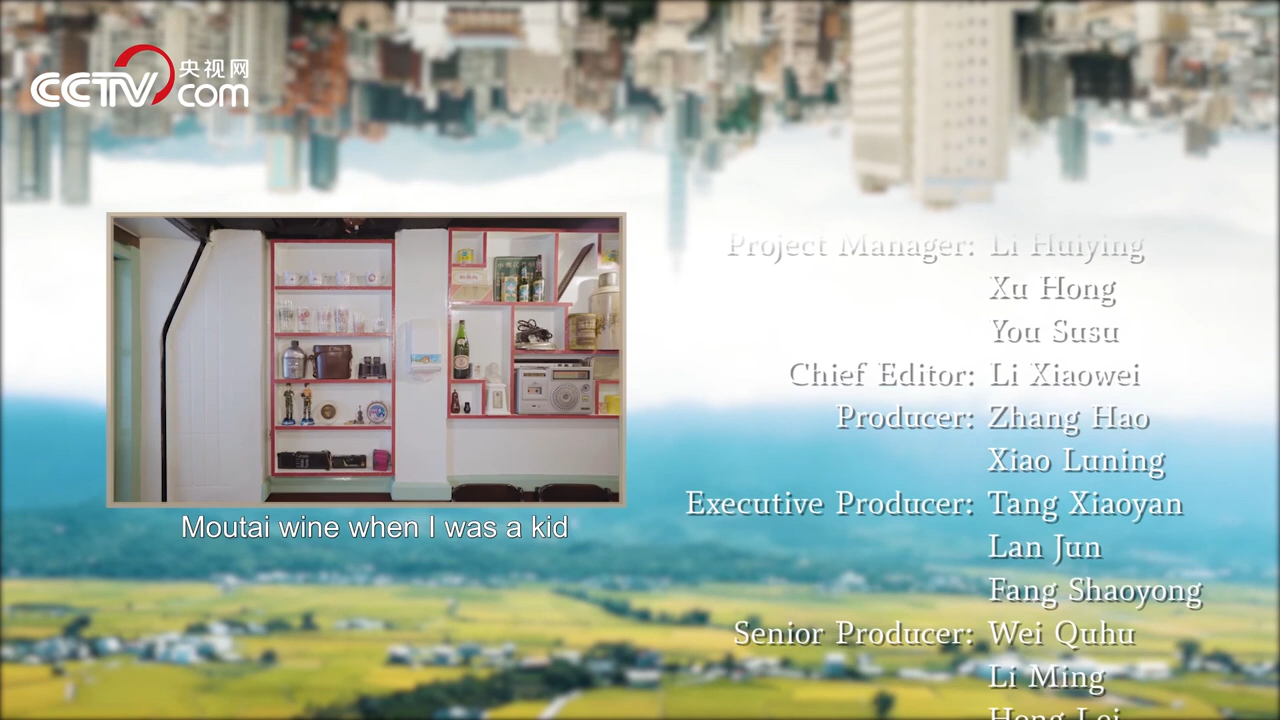 CCTV 央视网
com
Moutai wine when I was a kid
Project Manager: Li Huiying
Xu Hong
You Susu
Chief Editor: Li Xiaowei
Producer: Zhang Hao
Xiao Luning
Executive Producer: Tang Xiaoyan
Lan Jun
Fang Shaoyong
Senior Producer: Wei Quhu
Li Ming